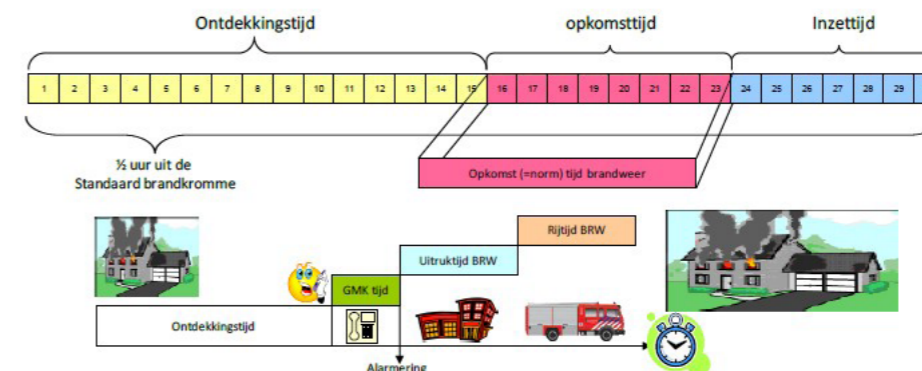 Ontdekkingstijd opkomsttijd Inzettijd
1 2 3 4 5 6 7 8 9 10 11 12 13 14 15 16 17 18 19 20 21 22 23 24 25 26 27 28 29
½ uur uit de
Standaard brandkromme
Opkomst (=norm) tijd brandweer
Rijtijd BRW
Uitruktijd BRW
GMK tijd
Ontdekkingstijd
Alarmering